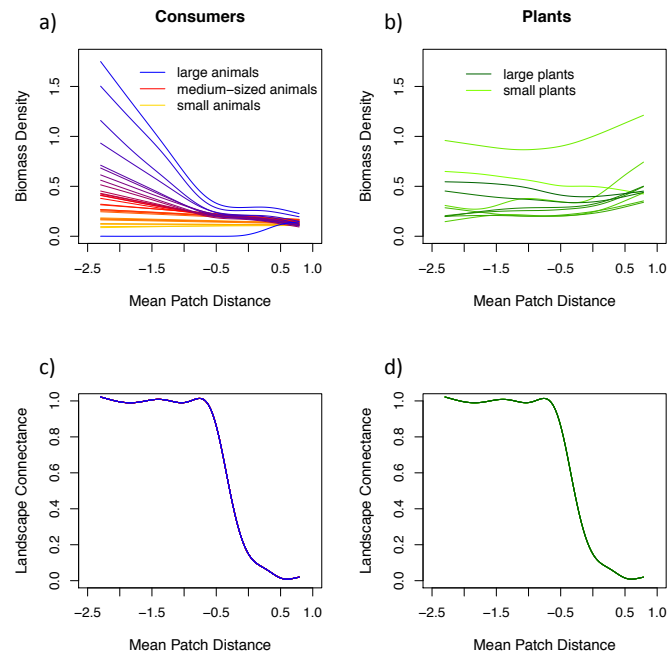 Consumers
Plants
a)
b)
large animals
medium−sized animals
small animals
large plants
small plants
Biomass Density
0.0 0.5 1.0 1.5
−2.5 −1.5 −0.5 0.5 1.0
Mean Patch Distance
Biomass Density
0.0 0.5 1.0 1.5
−2.5 −1.5 −0.5 0.5 1.0
Mean Patch Distance
c)
d)
Landscape Connectance
0.0 0.2 0.4 0.6 0.8 1.0
−2.5 −1.5 −0.5 0.5 1.0
Mean Patch Distance
Landscape Connectance
0.0 0.2 0.4 0.6 0.8 1.0
−2.5 −1.5 −0.5 0.5 1.0
Mean Patch Distance